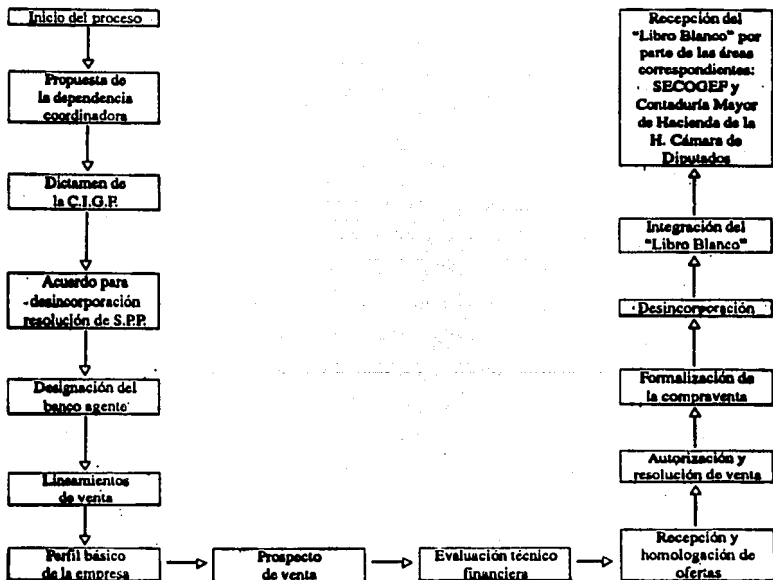 Inicio del proceso
Propuesta de
la dependencia
coordinadora
Dictamen de
la C.I.G.P.
Acuerdo para
desincorporación
resolución de S.P.P.
Designación del
banco agente
Lineamientos
de venta
Perfil básico
de la empresa
Prospecto
de venta
Evaluación técnico
financiera
Recepción y
homologación de
ofertas
Autorización y
resolución de venta
Formalización de
la compraventa
Desincorporación
Integración del
"Libro Blanco"
Recepción del
"Libro Blanco" por
parte de las áreas
correspondientes:
SECOGEF y
Contaduría Mayor
de Hacienda de la
H. Cámara de
Diputados